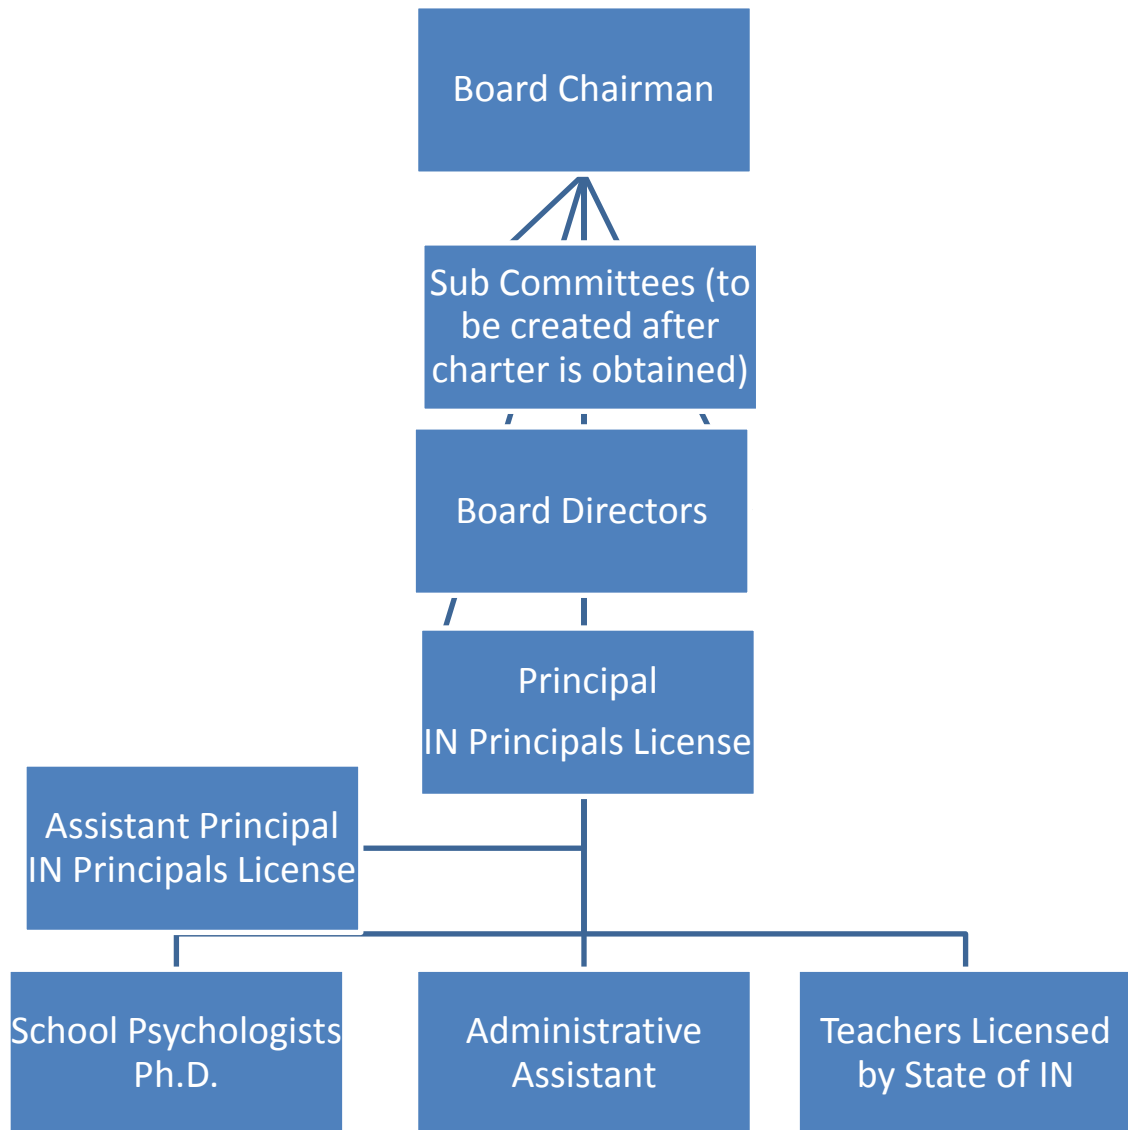 Board Chairman
Sub Committees (to
be created after
charter is obtained)
Board Directors
Principal
IN Principals License
Assistant Principal
IN Principals License
School Psychologists
Ph.D.
Administrative
Assistant
Teachers Licensed
by State of IN